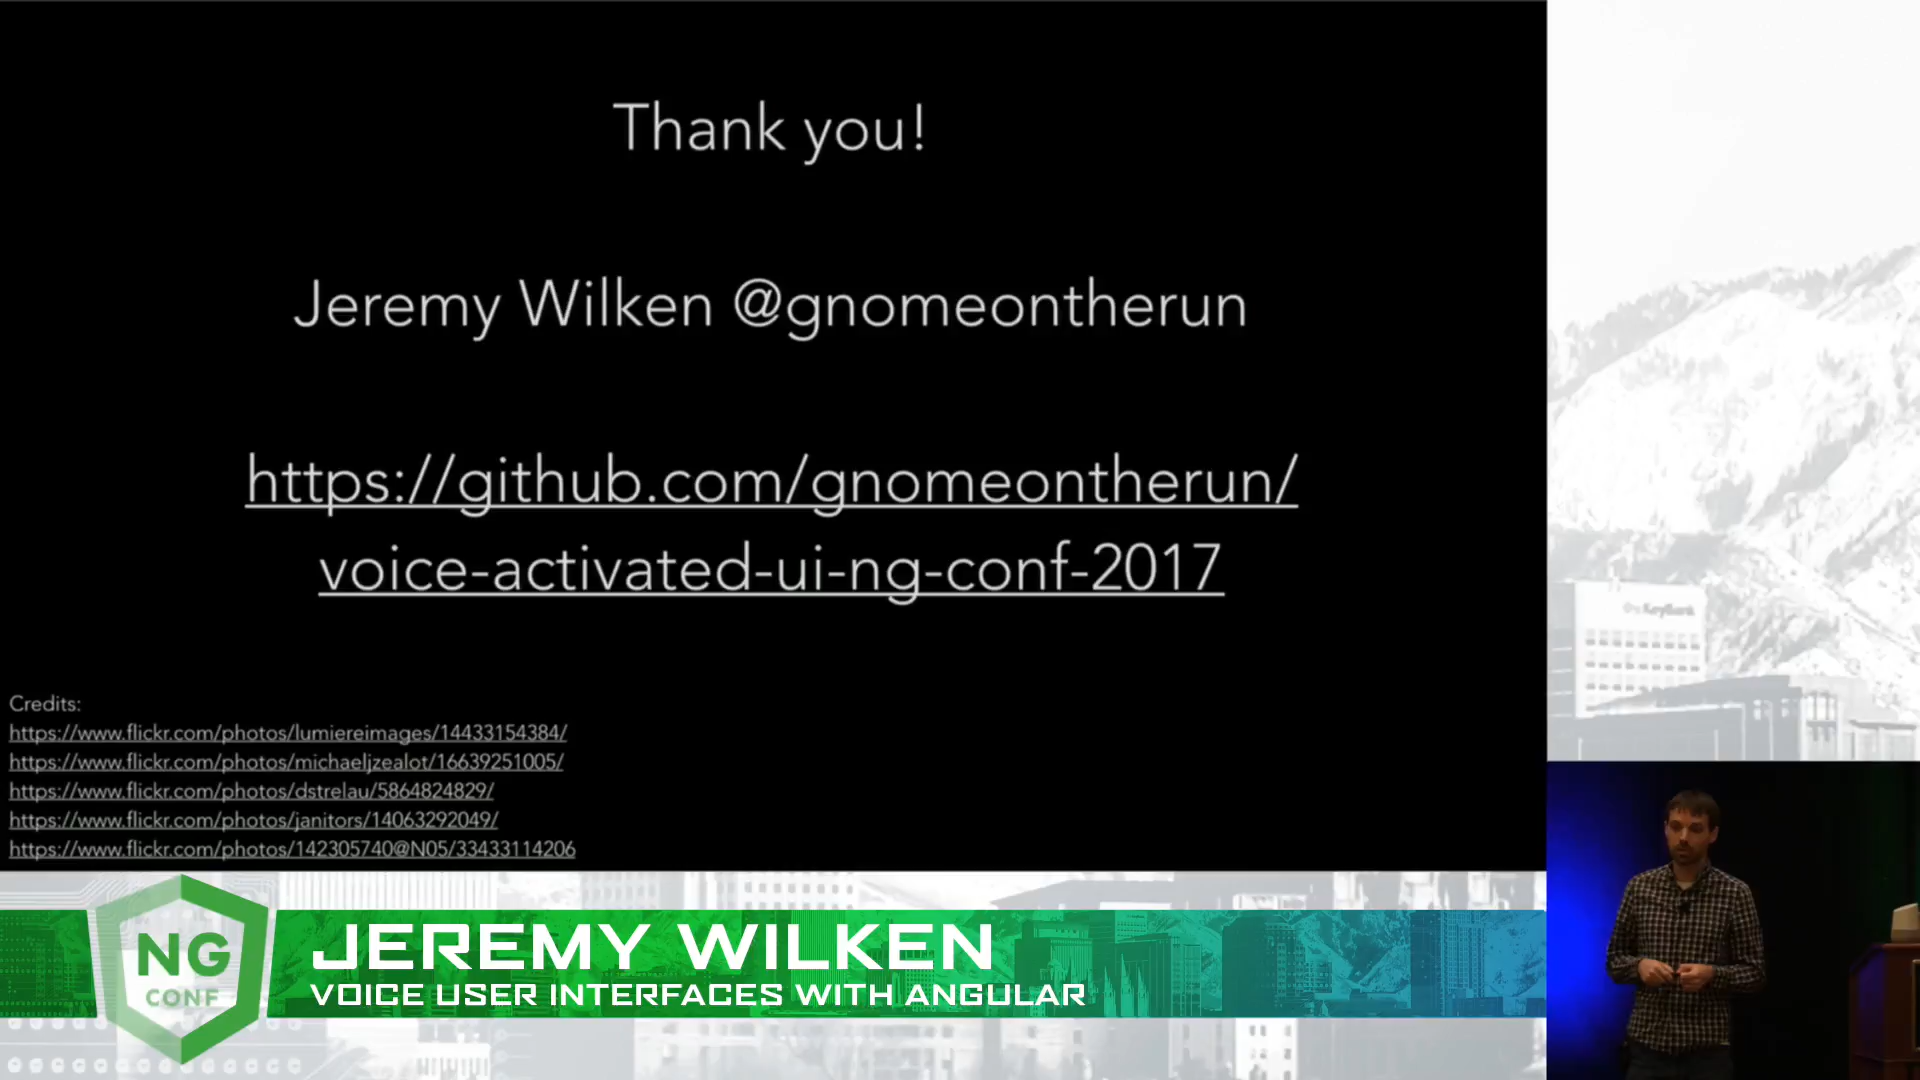 Thank you!
Jeremy Wilken @gnomeontherun
https://github.com/gnomeontherun/
voice-activated-ui-ng-conf-2017
Credits:
https://www.flickr.com/photos/lumiereimages/14433154384/
https://www.flickr.com/photos/michaeljzealot/16639251005/
https://www.flickr.com/photos/dstrelau/5864824829/
https://www.flickr.com/photos/janitors/14063292049/
https://www.flickr.com/photos/142305740@N05/33433114206
KeyBank
NG
CONF
JEREMY WILKEN
VOICE USER INTERFACES WITH ANGULAR